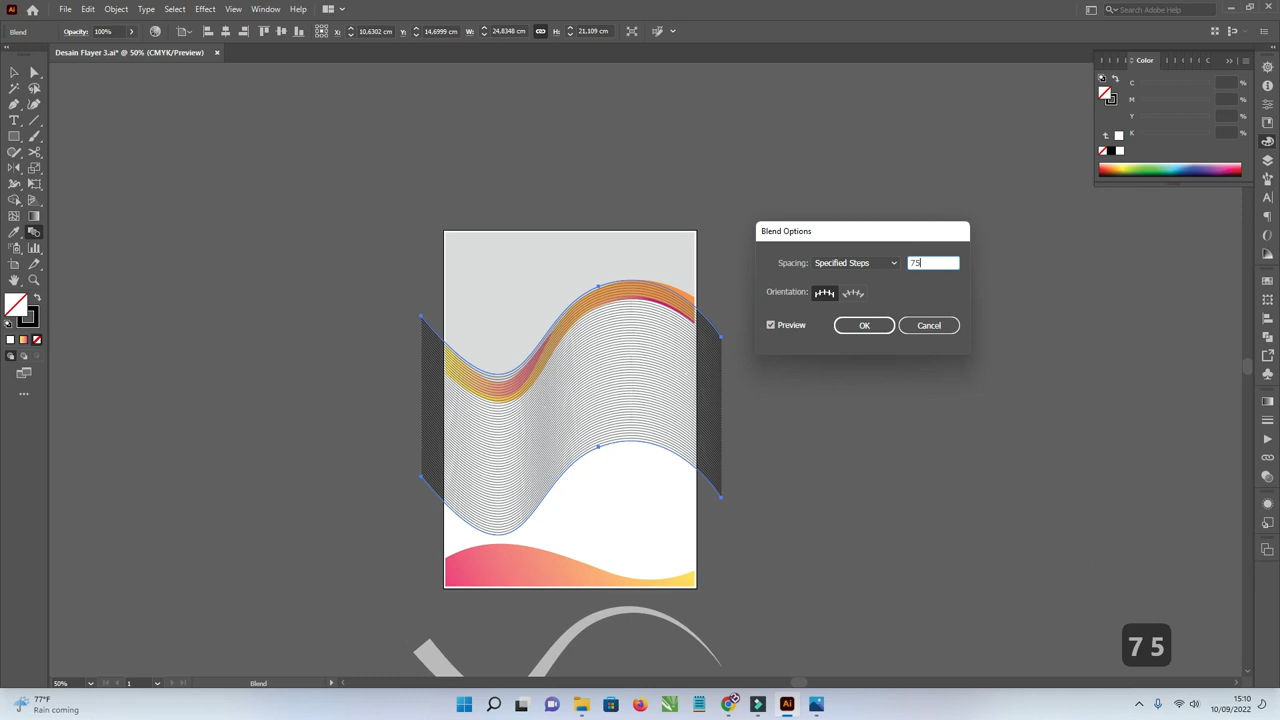 Ai File Edit Object Type Select Effect View Window Help Search Adobe Help
Blend Opacity: 100% X: 10,6302 cm Y: 14,6999 cm W: 24,8348 cm H: 21,109 cm
Desain Flayer 3.ai* @ 50% (CMYK/Preview) ×
Color C
C %
M %
Y %
K %
Blend Options
Spacing: Specified Steps 75
Orientation:
Preview OK Cancel
7 5
50% 1 Blend
77°F
Rain coming
Ai
15:10
10/09/2022